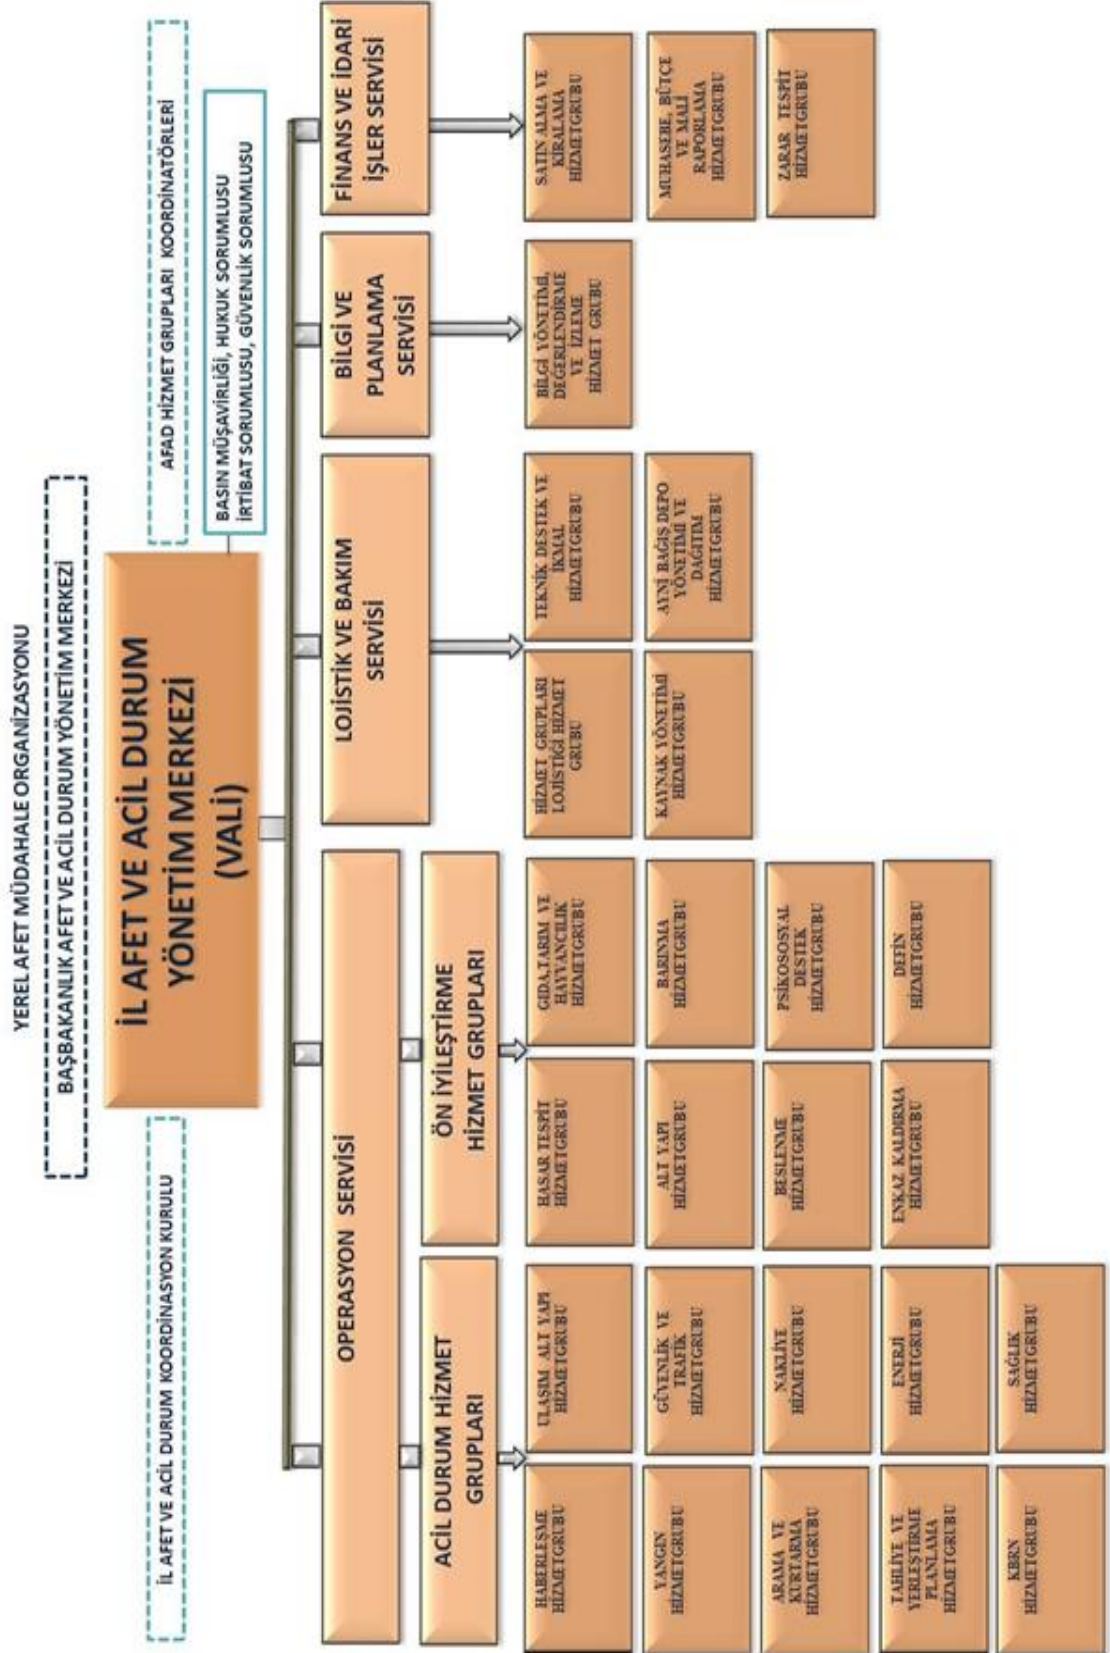 YEREL AFET MÜDAHALE ORGANİZASYONU
BAŞBAKANLIK AFET VE ACİL DURUM YÖNETİM MERKEZİ
İL AFET VE ACİL DURUM KOORDİNASYON KURULU
İL AFET VE ACİL DURUM
YÖNETİM MERKEZİ
(VALİ)
AFAD HİZMET GRUPLARI KOORDİNATÖRLERİ
BASIN MÜŞAVİRLİĞİ, HUKUK SORUMLUSU
İRTİBAT SORUMLUSU, GÜVENLİK SORUMLUSU
OPERASYON SERVİSİ
LOJİSTİK VE BAKIM
SERVİSİ
BİLGİ VE
PLANLAMA
SERVİSİ
FİNANS VE İDARİ
İŞLER SERVİSİ
ACİL DURUM HİZMET
GRUPLARI
ÖN İYİLEŞTİRME
HİZMET GRUPLARI
HABERLEŞME
HİZMETGRUBU
ULAŞIM ALT YAPI
HİZMETGRUBU
YANGIN
HİZMETGRUBU
GÜVENLİK VE
TRAFİK
HİZMETGRUBU
ARAMA VE
KURTARMA
HİZMETGRUBU
NAKLİYE
HİZMETGRUBU
TAHLİYE VE
YERLEŞTİRME
PLANLAMA
HİZMETGRUBU
ENERJİ
HİZMETGRUBU
KBRN
HİZMETGRUBU
SAĞLIK
HİZMETGRUBU
HASAR TESPİT
HİZMETGRUBU
GIDA,TARIM VE
HAYVANCILIK
HİZMETGRUBU
ALT YAPI
HİZMETGRUBU
BARINMA
HİZMETGRUBU
BESLENME
HİZMETGRUBU
PSİKOSOSYAL
DESTEK
HİZMETGRUBU
ENKAZ KALDIRMA
HİZMETGRUBU
DEFİN
HİZMETGRUBU
HİZMET GRUPLARI
LOJİSTİĞİ HİZMET
GRUBU
TEKNİK DESTEK VE
İKMAL
HİZMETGRUBU
KAYNAK YÖNETİMİ
HİZMETGRUBU
AYNİ BAĞIŞ DEPO
YÖNETİMİ VE
DAĞITIM
HİZMETGRUBU
BİLGİ YÖNETİMİ,
DEĞERLENDİRME
VE İZLEME
HİZMET GRUBU
SATIN ALMA VE
KİRALAMA
HİZMETGRUBU
MUHASEBE, BÜTÇE
VE MALİ
RAPORLAMA
HİZMETGRUBU
ZARAR TESPİT
HİZMETGRUBU